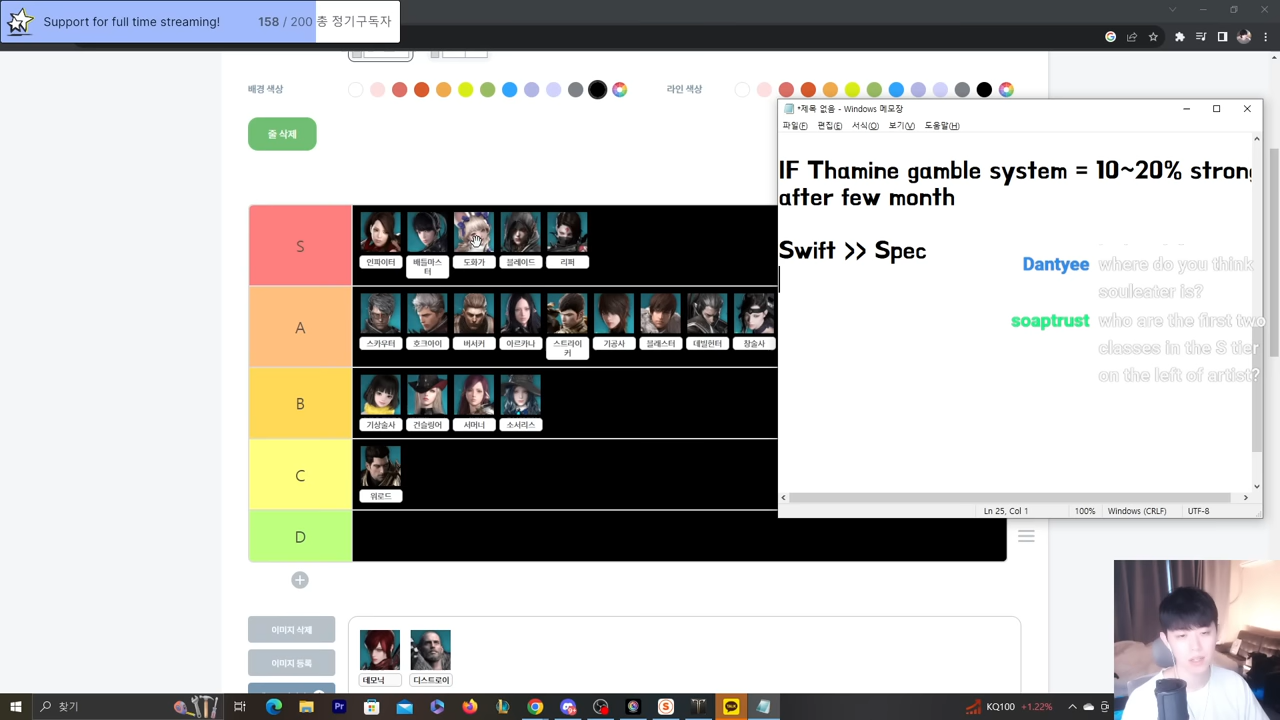 Support for full time streaming! 158 / 200 총 정기구독자
배경 색상
라인 색상
줄 삭제
S
인파이터
배틀마스
터
도화가
블레이드
리퍼
A
스카우터
호크아이
버서커
아르카나
스트라이
커
기공사
블래스터
데빌헌터
창술사
B
기상술사
건슬링어
서머너
소서리스
C
워로드
D
이미지 삭제
이미지 등록
데모닉
디스트로이
*제목 없음 - Windows 메모장
파일(F) 편집(E) 서식(O) 보기(V) 도움말(H)
IF Thamine gamble system = 10~20% stron
after few month
Swift >> Spec
Dantyee where do you think
souleater is?
soaptrust who are the first two
classes in the S tier
on the left of artist?
Ln 25, Col 1 100% Windows (CRLF) UTF-8
찾기
KQ100 +1.22%